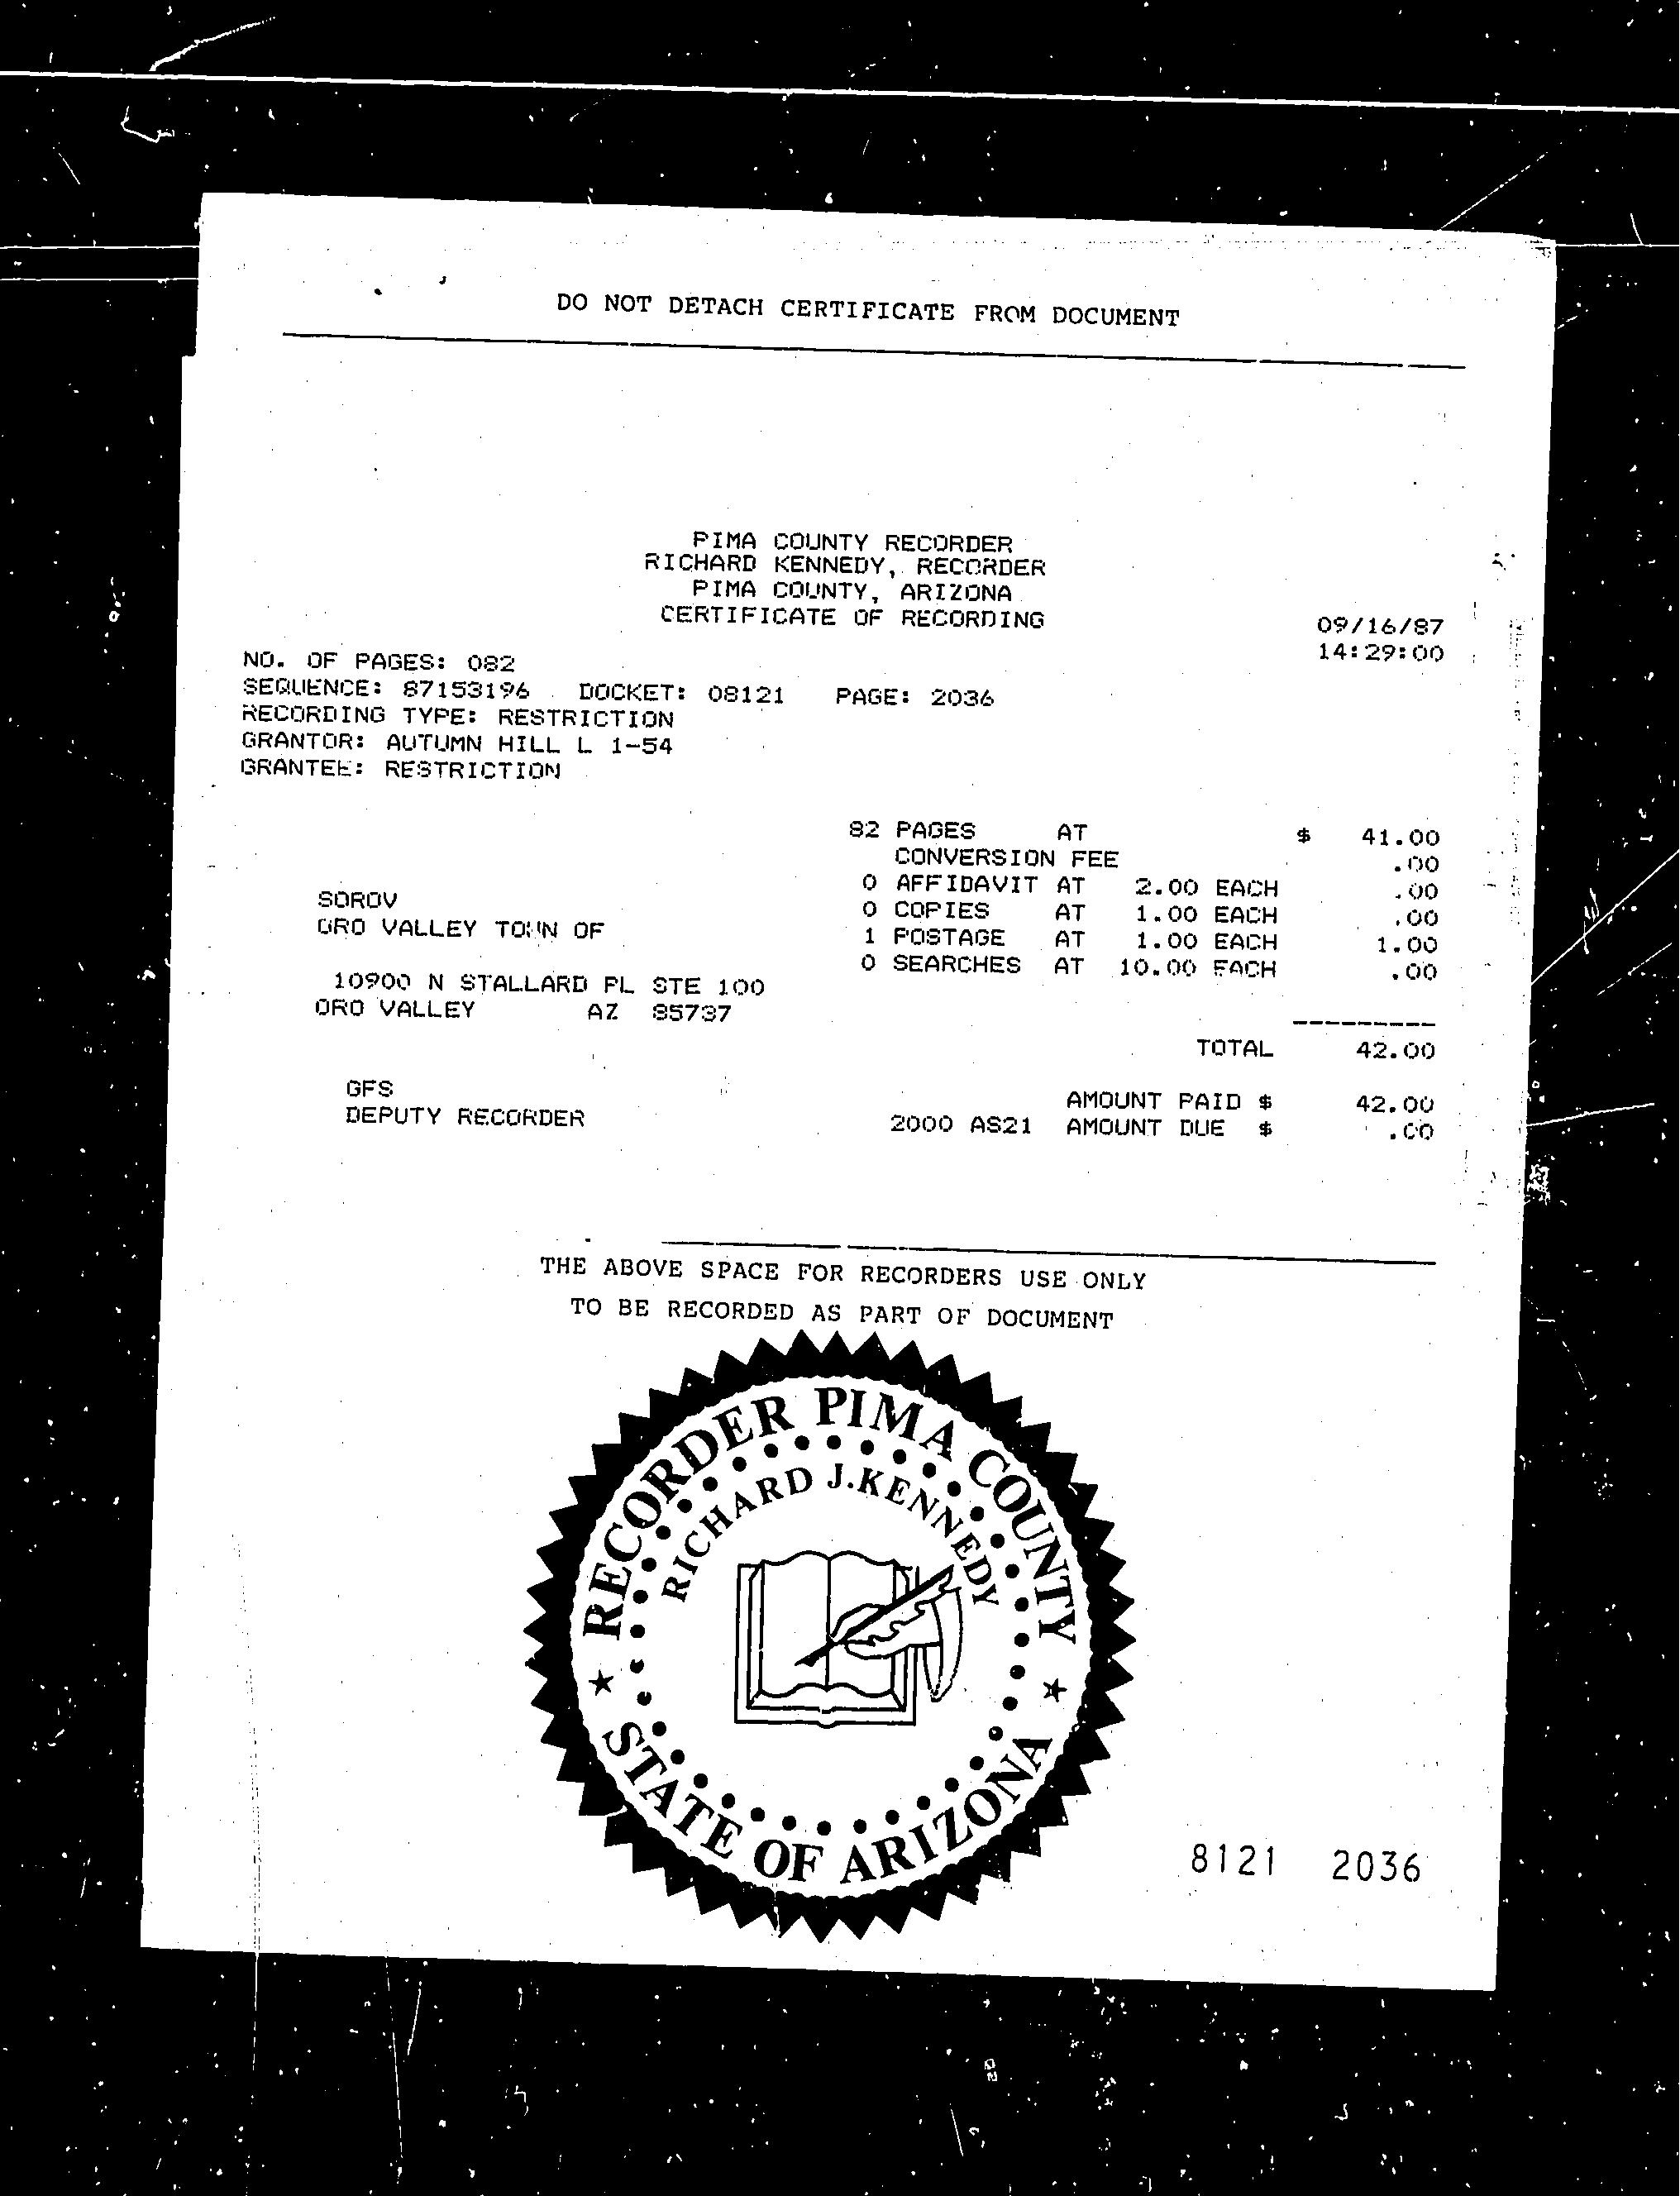 DO NOT DETACH CERTIFICATE FROM DOCUMENT
PIMA COUNTY RECORDER
RICHARD KENNEDY, RECORDER
PIMA COUNTY, ARIZONA
CERTIFICATE OF RECORDING
09/16/87
14:29:00
NO. OF PAGES: 082
SEQUENCE: 87153196 DOCKET: 08121 PAGE: 2036
RECORDING TYPE: RESTRICTION
GRANTOR: AUTUMN HILL L 1-54
GRANTEE: RESTRICTION
82 PAGES AT $ 41.00
CONVERSION FEE .00
0 AFFIDAVIT AT 2.00 EACH .00
0 COPIES AT 1.00 EACH .00
1 POSTAGE AT 1.00 EACH 1.00
0 SEARCHES AT 10.00 EACH .00
SOROV
ORO VALLEY TOWN OF
10900 N STALLARD PL STE 100
ORO VALLEY AZ 85737
TOTAL 42.00
GFS
DEPUTY RECORDER
AMOUNT PAID $ 42.00
2000 AS21 AMOUNT DUE $ .00
THE ABOVE SPACE FOR RECORDERS USE ONLY
TO BE RECORDED AS PART OF DOCUMENT
RECORDER PIMA COUNTY
RICHARD J.KENNEDY
STATE OF ARIZONA
8121 2036